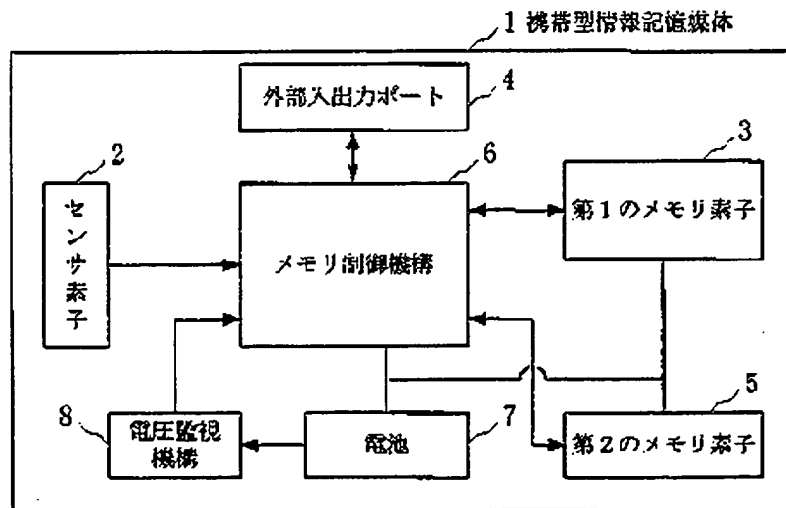 1 携帯型情報記憶媒体
外部入出力ポート
4
2
6
3
センサ素子
メモリ制御機構
第1のメモリ素子
5
8
電圧監視
機構
電池
7
第2のメモリ素子